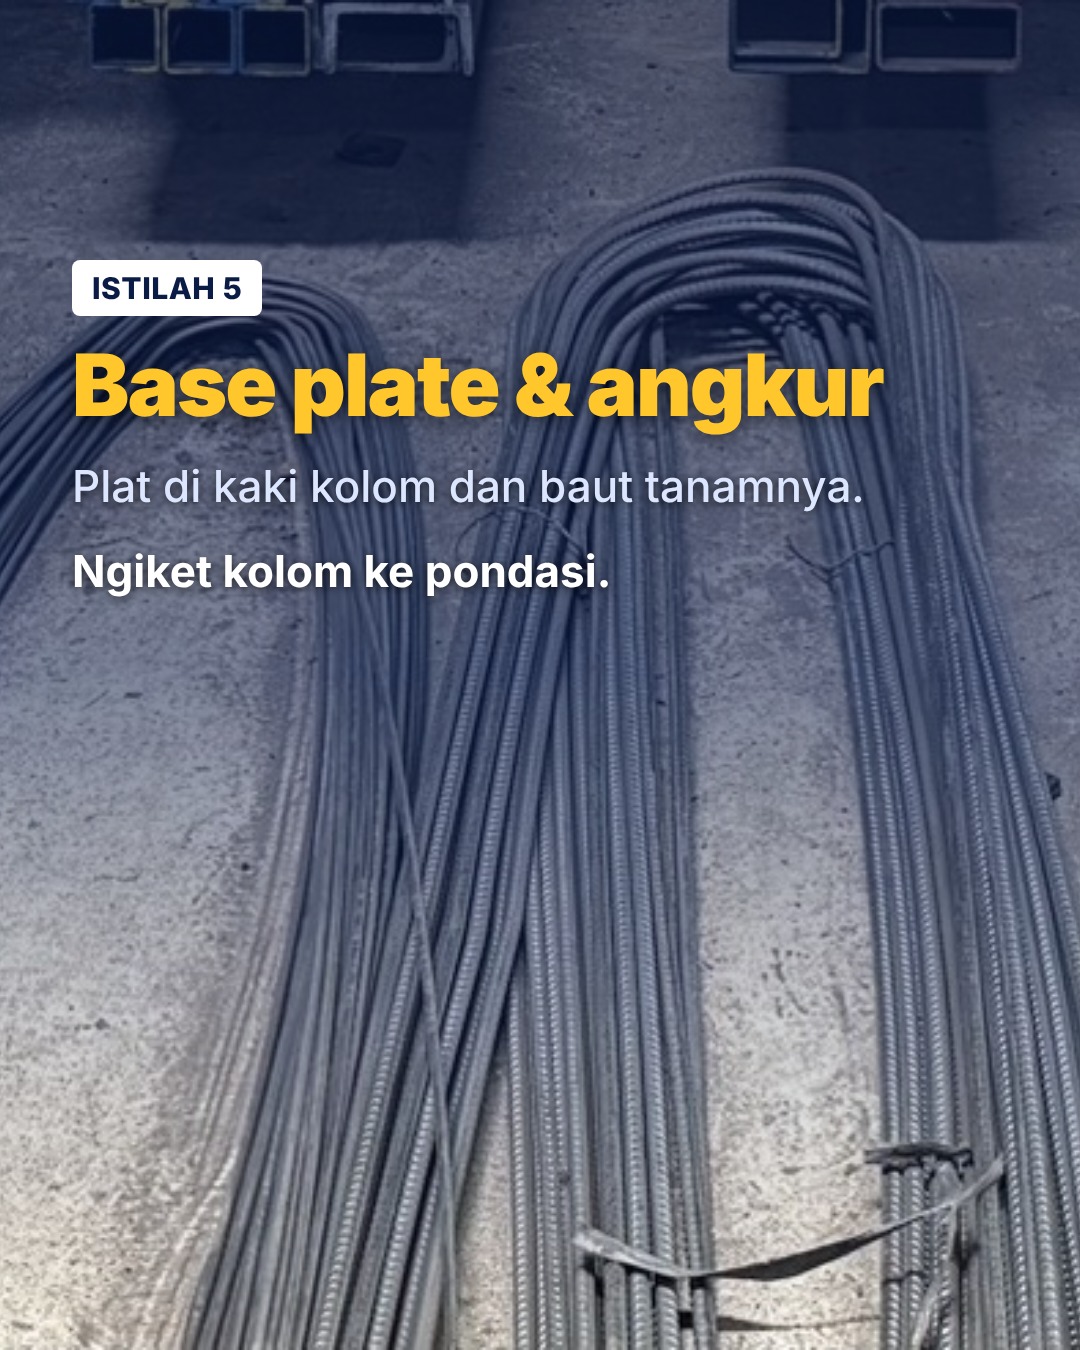 ISTILAH 5
Base plate & angkur
Plat di kaki kolom dan baut tanamnya.
Ngiket kolom ke pondasi.